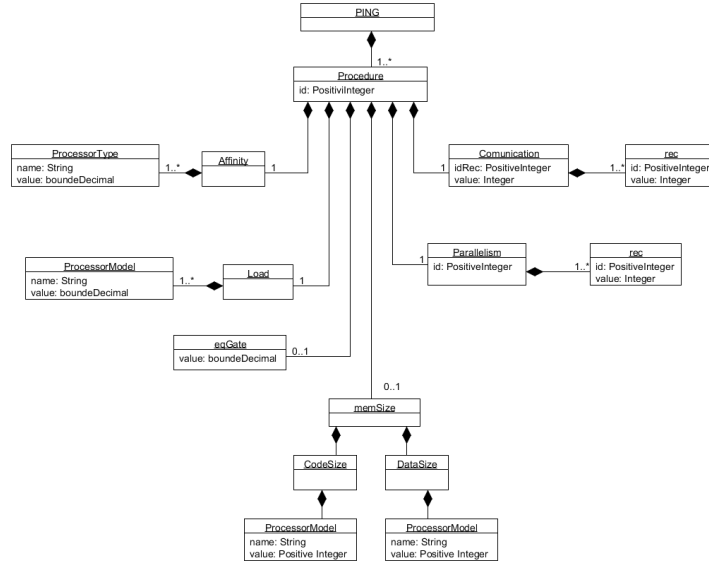 PING
1..*
Procedure
id: PositiviInteger
ProcessorType
name: String
value: boundeDecimal
1..*
Affinity
1
1
Comunication
idRec: PositiveInteger
value: Integer
1..*
rec
id: PositiveInteger
value: Integer
ProcessorModel
name: String
value: boundeDecimal
1..*
Load
1
1
Parallelism
id: PositiveInteger
1..*
rec
id: PositiveInteger
value: Integer
eqGate
value: boundeDecimal
0..1
0..1
memSize
CodeSize
DataSize
ProcessorModel
name: String
value: Positive Integer
ProcessorModel
name: String
value: Positive Integer